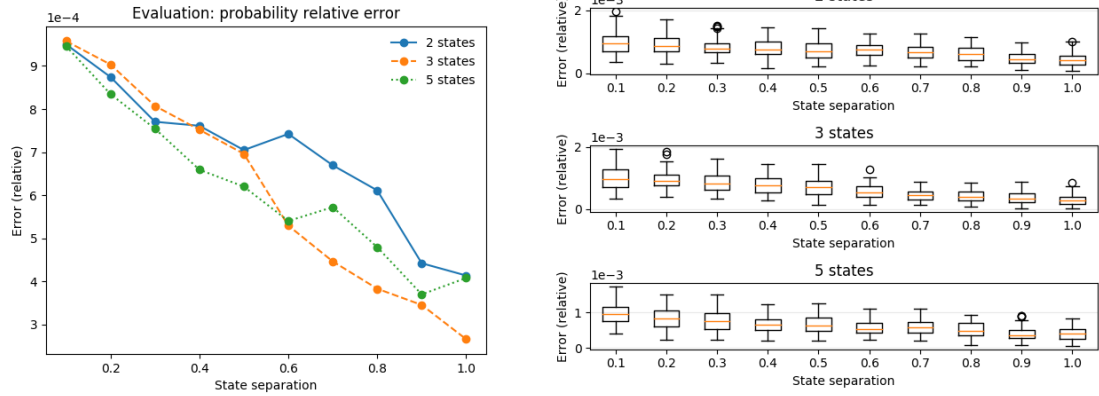 Evaluation: probability relative error
1e−4
2 states
3 states
5 states
9
8
7
6
5
4
3
Error (relative)
0.2 0.4 0.6 0.8 1.0
State separation
1e−3
2
0
Error (relative)
0.1 0.2 0.3 0.4 0.5 0.6 0.7 0.8 0.9 1.0
State separation
3 states
1e−3
2
0
Error (relative)
0.1 0.2 0.3 0.4 0.5 0.6 0.7 0.8 0.9 1.0
State separation
5 states
1e−3
1
0
Error (relative)
0.1 0.2 0.3 0.4 0.5 0.6 0.7 0.8 0.9 1.0
State separation